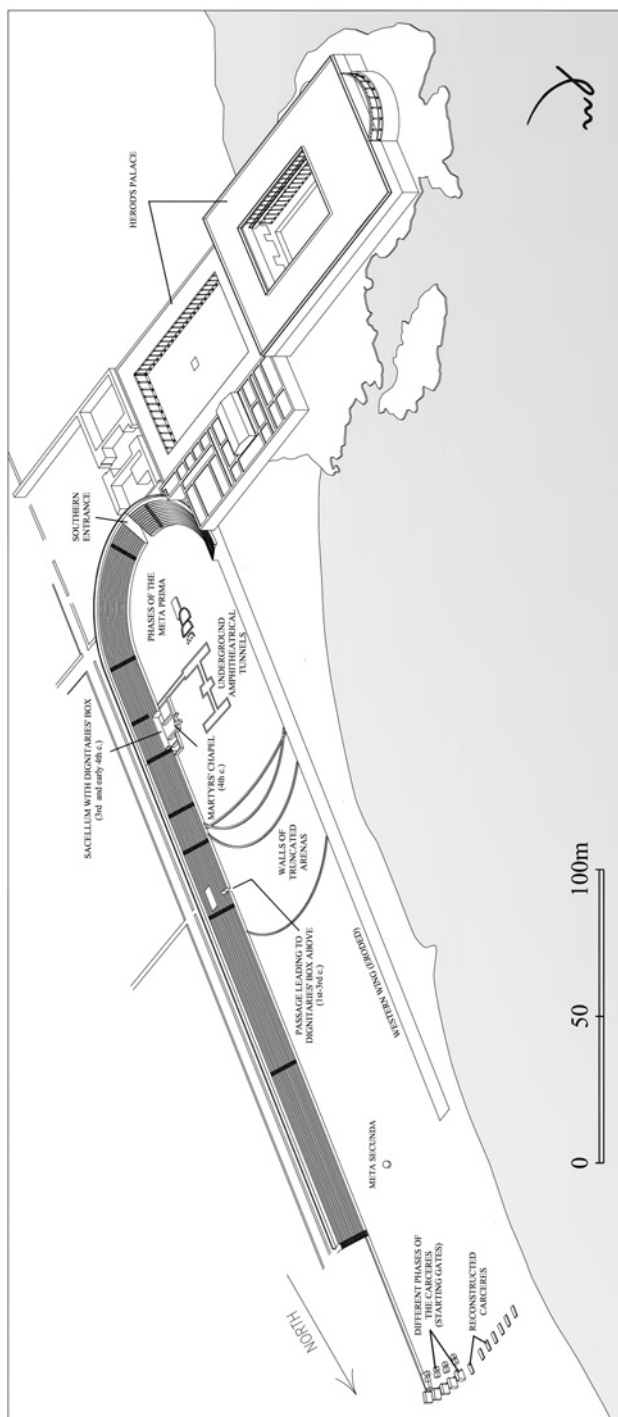 HEROD'S PALACE
SOUTHERN
ENTRANCE
PHASES OF THE
META PRIMA
UNDERGROUND
AMPHITHEATRICAL
TUNNELS
SACELLUM WITH DIGNITARIES' BOX
(3rd and early 4th c.)
MARTYRS' CHAPEL
(4th c.)
WALLS OF
TRUNCATED
ARENAS
PASSAGE LEADING TO
DIGNITARIES' BOX ABOVE
(1st-3rd c.)
WESTERN WING (ERODED)
META SECUNDA
DIFFERENT PHASES OF
THE CARCERES
(STARTING GATES)
RECONSTRUCTED
CARCERES
NORTH
0
50
100m